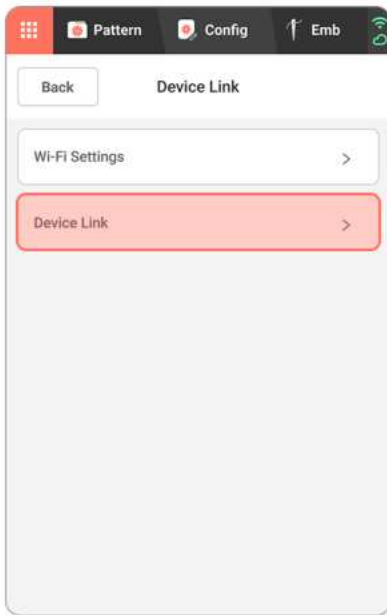 Pattern Config Emb
Back Device Link
Wi-Fi Settings >
Device Link >